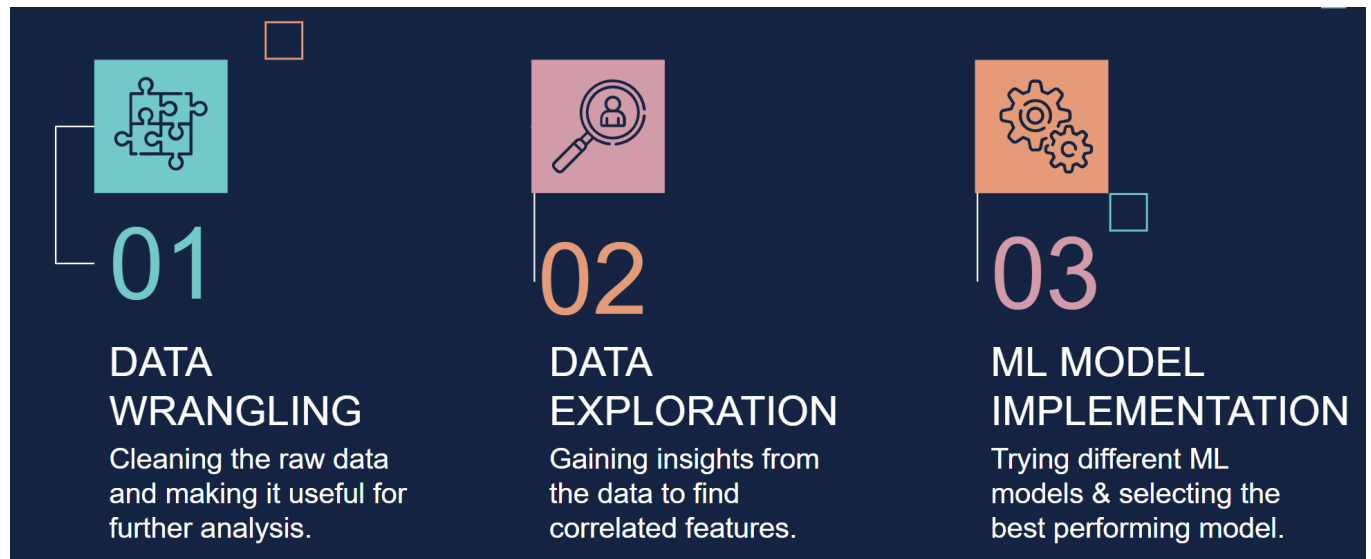 01
DATA
WRANGLING
Cleaning the raw data
and making it useful for
further analysis.
02
DATA
EXPLORATION
Gaining insights from
the data to find
correlated features.
03
ML MODEL
IMPLEMENTATION
Trying different ML
models & selecting the
best performing model.